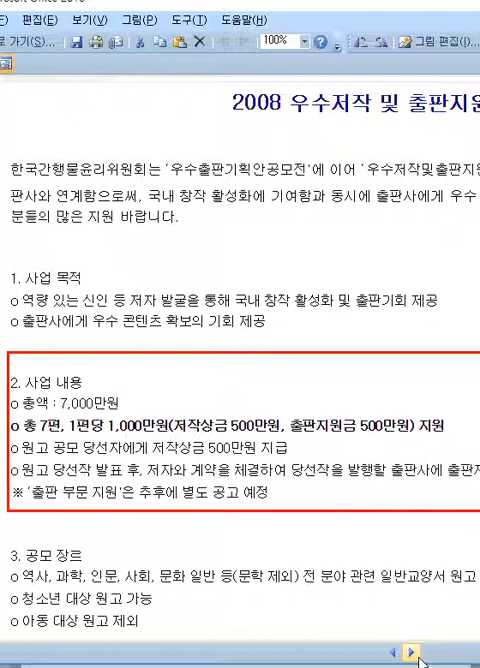 편집(E) 보기(V) 그림(P) 도구(T) 도움말(H)
가기(S)... 100% 그림 편집(I)...
2008 우수저작 및 출판지원
한국간행물윤리위원회는 ‘우수출판기획안공모전’에 이어 ‘우수저작및출판지원
판사와 연계함으로써, 국내 창작 활성화에 기여함과 동시에 출판사에게 우수
분들의 많은 지원 바랍니다.
1. 사업 목적
o 역량 있는 신인 등 저자 발굴을 통해 국내 창작 활성화 및 출판기회 제공
o 출판사에게 우수 콘텐츠 확보의 기회 제공
2. 사업 내용
o 총액 : 7,000만원
o 총 7편, 1편당 1,000만원(저작상금 500만원, 출판지원금 500만원) 지원
o 원고 공모 당선자에게 저작상금 500만원 지급
o 원고 당선작 발표 후, 저자와 계약을 체결하여 당선작을 발행할 출판사에 출판지
※ ‘출판 부문 지원’은 추후에 별도 공고 예정
3. 공모 장르
o 역사, 과학, 인문, 사회, 문화 일반 등(문학 제외) 전 분야 관련 일반교양서 원고
o 청소년 대상 원고 가능
o 아동 대상 원고 제외